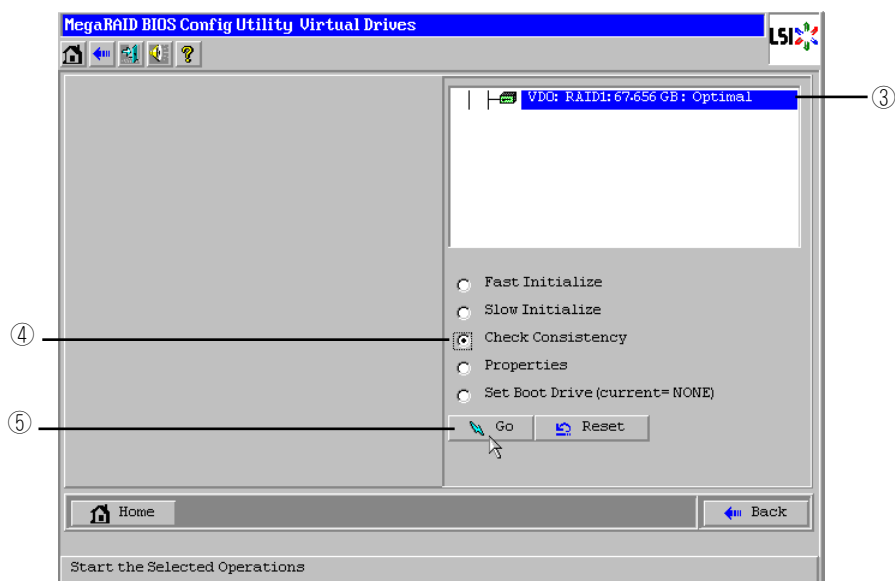 MegaRAID BIOS Config Utility Virtual Drives
LSI
VD0: RAID1: 67.656 GB: Optimal
③
Fast Initialize
Slow Initialize
④
Check Consistency
Properties
Set Boot Drive (current= NONE)
⑤
Go
Reset
Home
Back
Start the Selected Operations